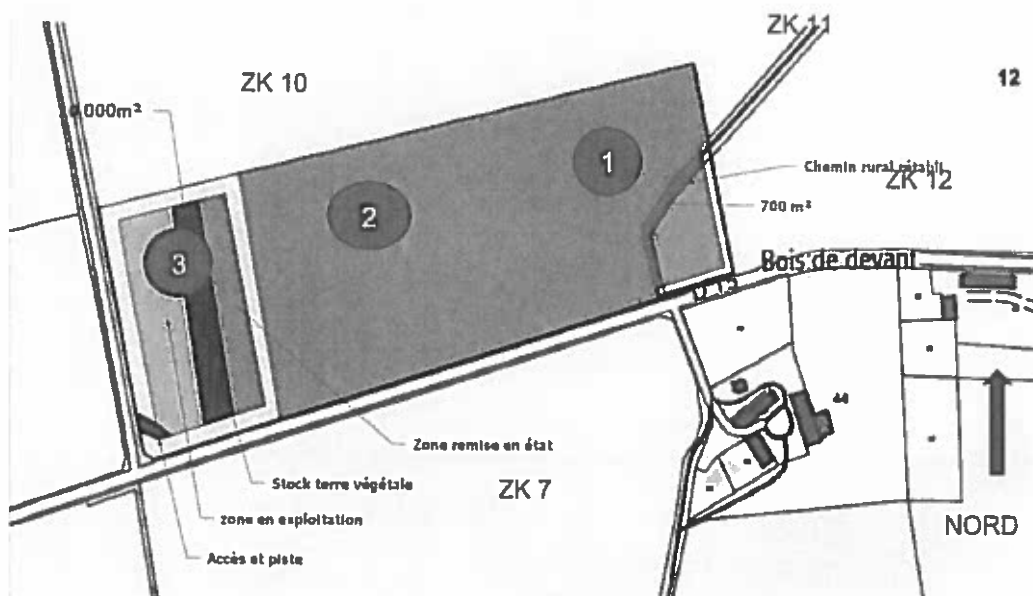 ZK 11
ZK 10
12
000m²
1
Chemin rural rétabli
ZK 12
2
700 m²
3
Bois de devant
44
Zone remise en état
Stock terre végétale
ZK 7
zone en exploitation
NORD
Accès et piste